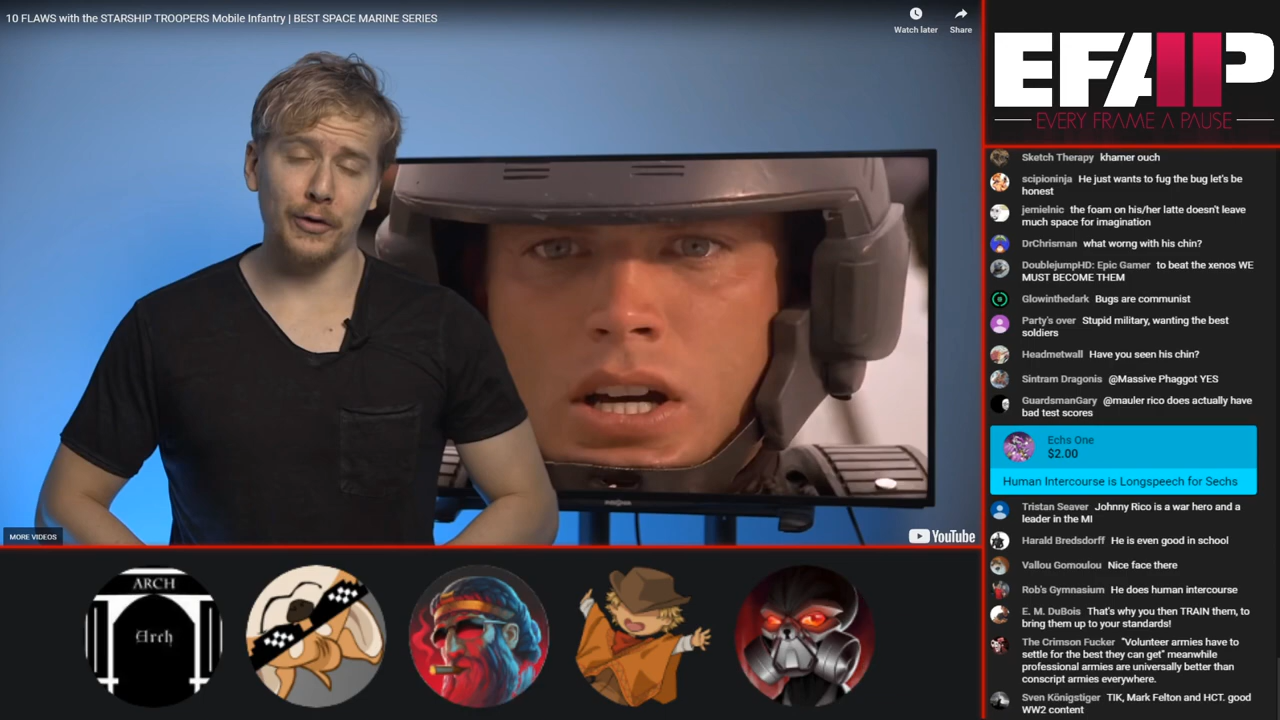 10 FLAWS with the STARSHIP TROOPERS Mobile Infantry | BEST SPACE MARINE SERIES
Watch later
Share
MORE VIDEOS
YouTube
ARCH
Arch
EFAP
EVERY FRAME A PAUSE
Sketch Therapy khamer ouch
scipioninja He just wants to fug the bug let's be
honest
jemielnic the foam on his/her latte doesn't leave
much space for imagination
DrChrisman what worng with his chin?
DoublejumpHD: Epic Gamer to beat the xenos WE
MUST BECOME THEM
Glowinthedark Bugs are communist
Party's over Stupid military, wanting the best
soldiers
Headmetwall Have you seen his chin?
Sintram Dragonis @Massive Phaggot YES
GuardsmanGary @mauler rico does actually have
bad test scores
Echs One
$2.00
Human Intercourse is Longspeech for Sechs
Tristan Seaver Johnny Rico is a war hero and a
leader in the MI
Harald Bredsdorff He is even good in school
Vallou Gomoulou Nice face there
Rob's Gymnasium He does human intercourse
E. M. DuBois That's why you then TRAIN them, to
bring them up to your standards!
The Crimson Fucker "Volunteer armies have to
settle for the best they can get" meanwhile
professional armies are universally better than
conscript armies everywhere.
Sven Königstiger TIK, Mark Felton and HCT. good
WW2 content